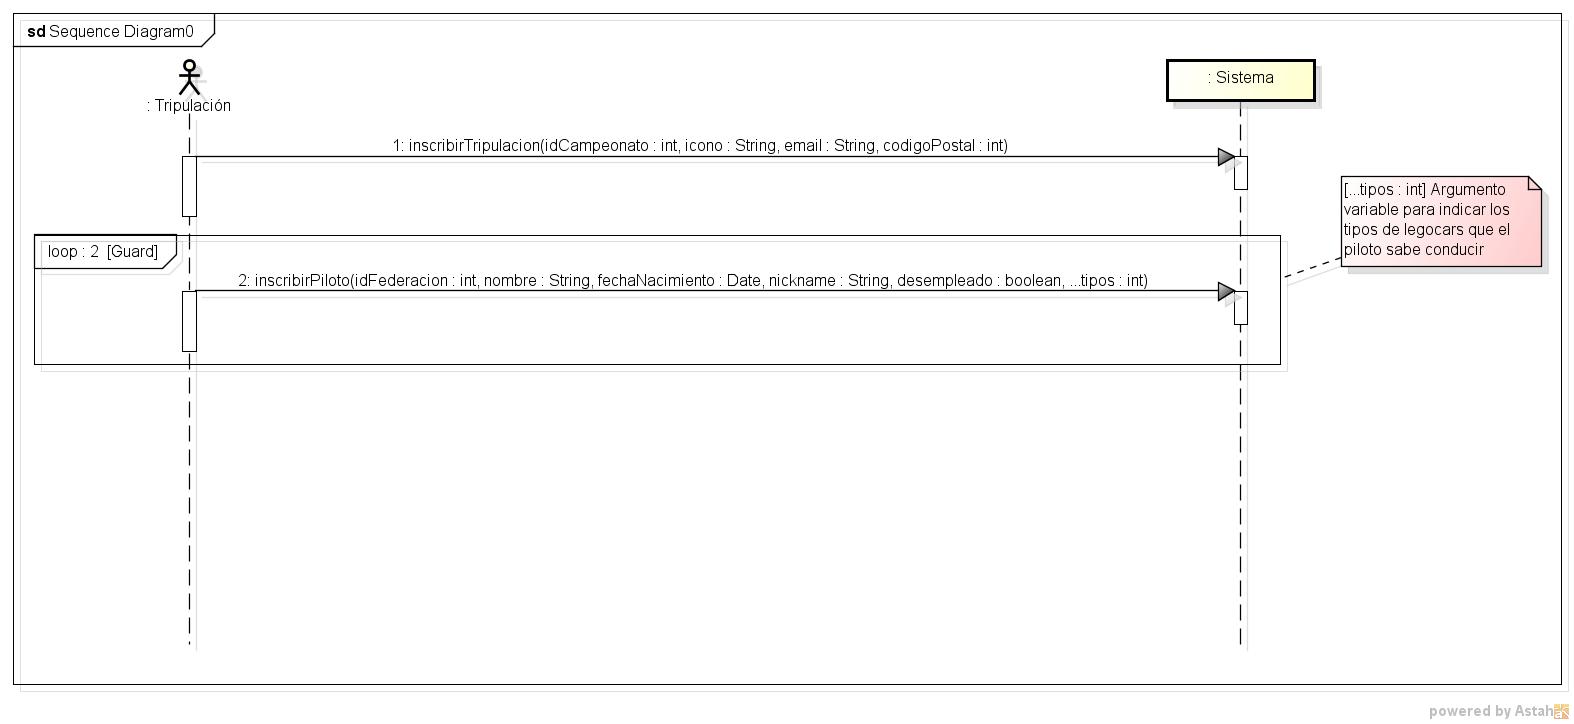 sd Sequence Diagram0
: Tripulación
: Sistema
1: inscribirTripulacion(idCampeonato : int, icono : String, email : String, codigoPostal : int)
[...tipos : int] Argumento
variable para indicar los
tipos de legocars que el
piloto sabe conducir
loop : 2 [Guard]
2: inscribirPiloto(idFederacion : int, nombre : String, fechaNacimiento : Date, nickname : String, desempleado : boolean, ...tipos : int)
powered by Astah